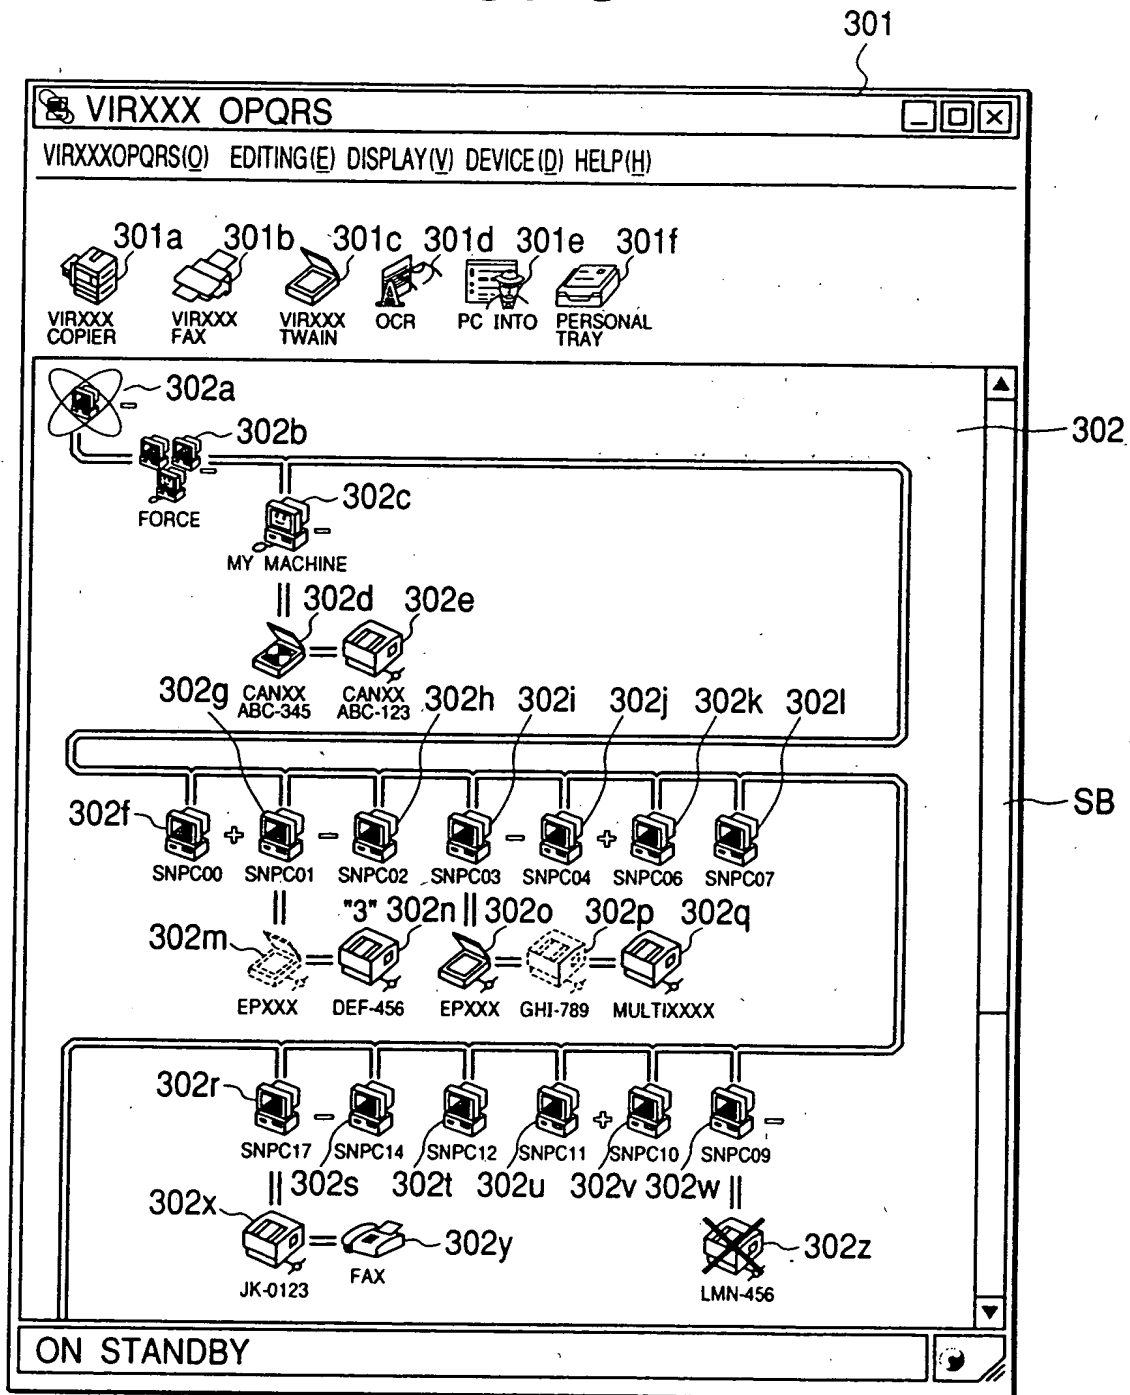 301
VIRXXX OPQRS
VIRXXXOPQRS(O) EDITING(E) DISPLAY(V) DEVICE(D) HELP(H)
301a 301b 301c 301d 301e 301f
VIRXXX COPIER VIRXXX FAX VIRXXX TWAIN OCR PC INTO PERSONAL TRAY
302a
302
302b
FORCE
302c
MY MACHINE
302d 302e
CANXX ABC-345 CANXX ABC-123
302g 302h 302i 302j 302k 302l
302f
SB
SNPC00 + SNPC01 - SNPC02 SNPC03 - SNPC04 + SNPC06 SNPC07
302m "3" 302n 302o 302p 302q
EPXXX DEF-456 EPXXX GHI-789 MULTIXXXX
302r
SNPC17 - SNPC14 SNPC12 SNPC11 + SNPC10 SNPC09 -
302s 302t 302u 302v 302w
302x 302y 302z
JK-0123 FAX LMN-456
ON STANDBY